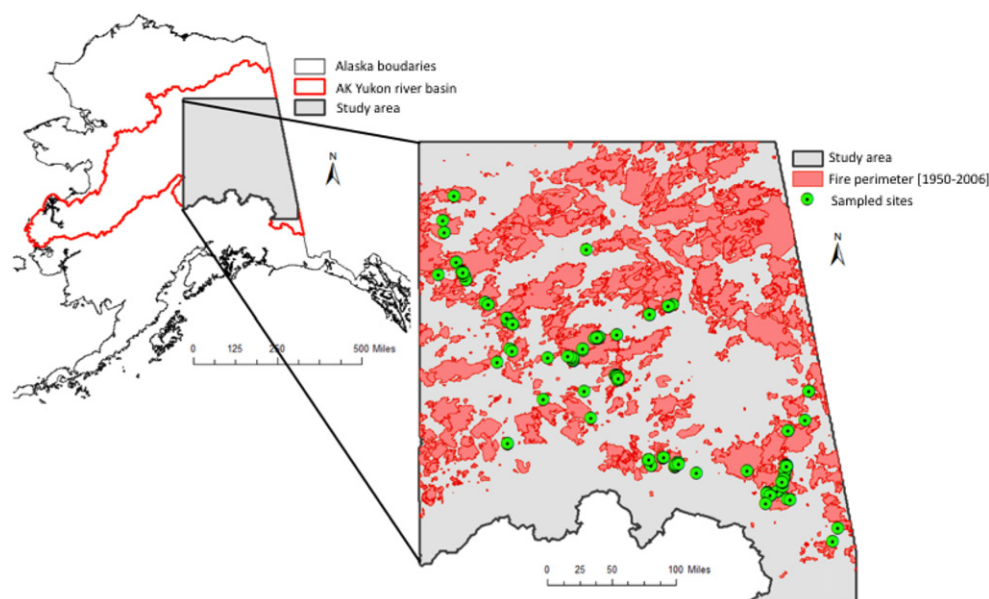 Alaska boudaries
AK Yukon river basin
Study area
N
0 125 250 500 Miles
Study area
Fire perimeter [1950-2006]
Sampled sites
N
0 25 50 100 Miles